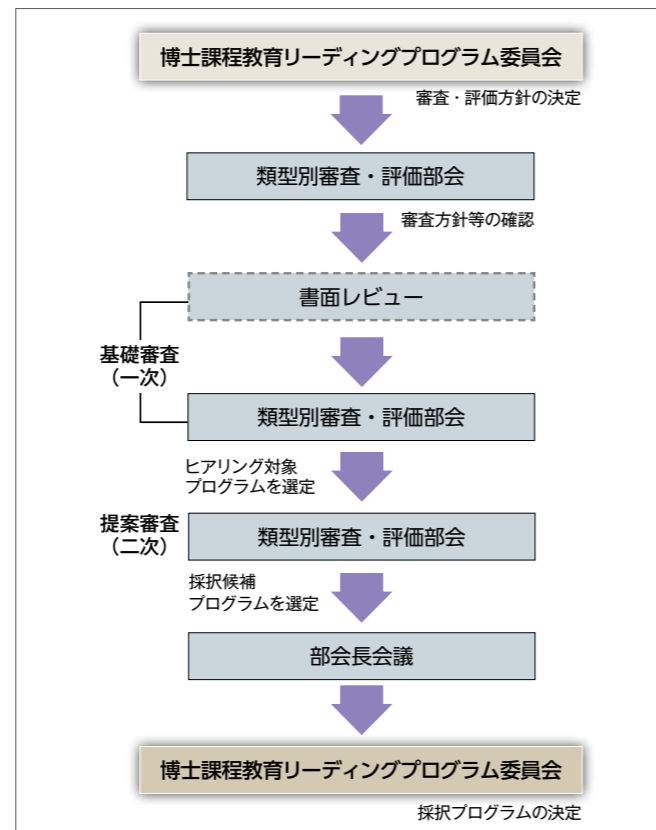 博士課程教育リーディングプログラム委員会
審査・評価方針の決定
類型別審査・評価部会
審査方針等の確認
書面レビュー
基礎審査
（一次）
類型別審査・評価部会
ヒアリング対象
プログラムを選定
提案審査
（二次）
類型別審査・評価部会
採択候補
プログラムを選定
部会長会議
博士課程教育リーディングプログラム委員会
採択プログラムの決定